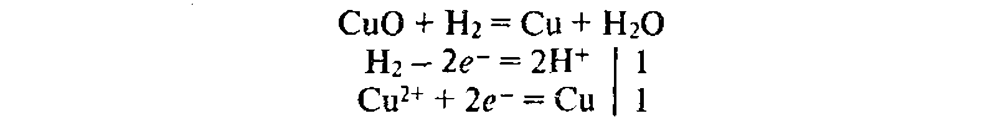 CuO + H₂ = Cu + H₂O
H₂ – 2e⁻ = 2H⁺ | 1
Cu²⁺ + 2e⁻ = Cu | 1